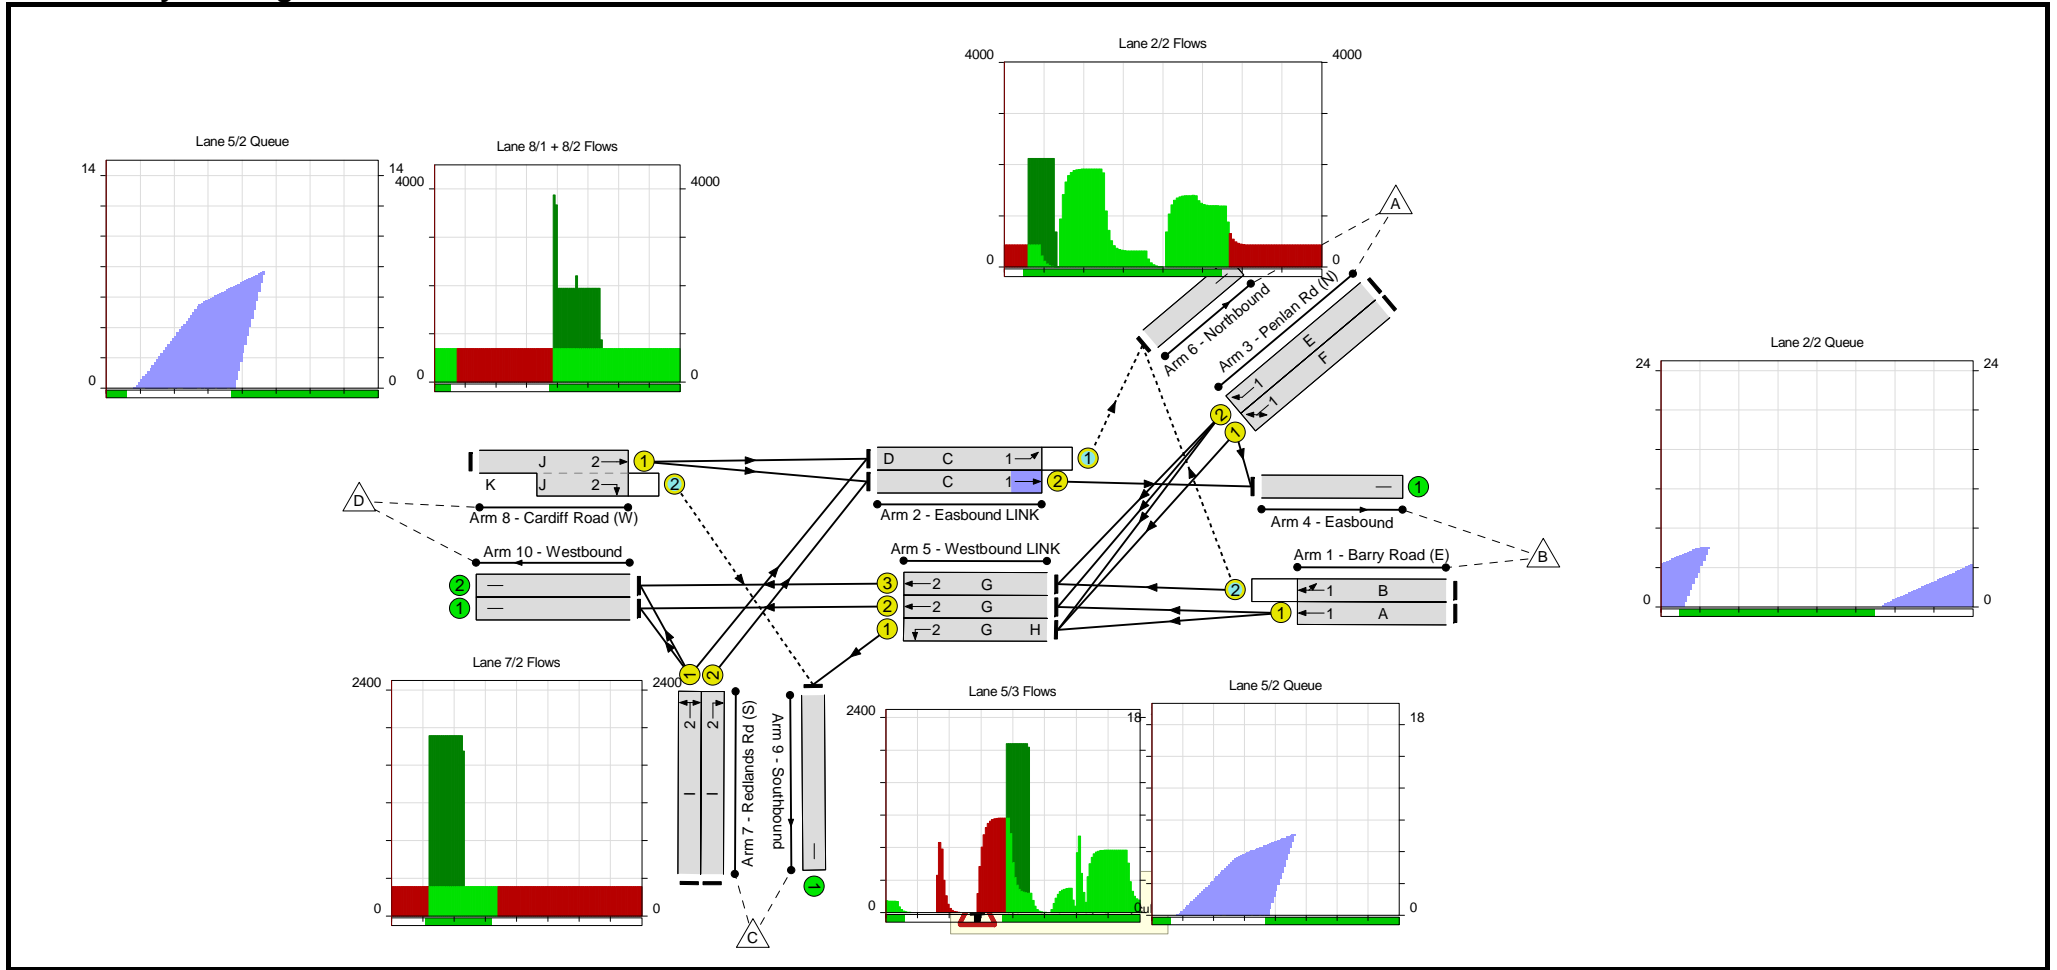 Lane 2/2 Flows
4000
4000
0
0
A
Lane 5/2 Queue
14
14
0
0
Lane 8/1 + 8/2 Flows
4000
4000
0
0
Arm 6 - Northbound
Arm 3 - Penlan Rd (N)
E
F
1
1
2
1
Lane 2/2 Queue
24
24
0
0
J 2
1
K J 2
2
D
Arm 8 - Cardiff Road (W)
D C 1
1
C 1
2
Arm 2 - Easbound LINK
1
Arm 4 - Easbound
B
Arm 10 - Westbound
2
1
Arm 5 - Westbound LINK
3
2 G
2
2 G
1
2 G H
Arm 1 - Barry Road (E)
2
1 B
1
1 A
Lane 7/2 Flows
2400
2400
0
0
1
2
2
2
Arm 7 - Redlands Rd (S)
Arm 9 - Southbound
1
C
Lane 5/3 Flows
2400
0
0
Lane 5/2 Queue
18
18
0